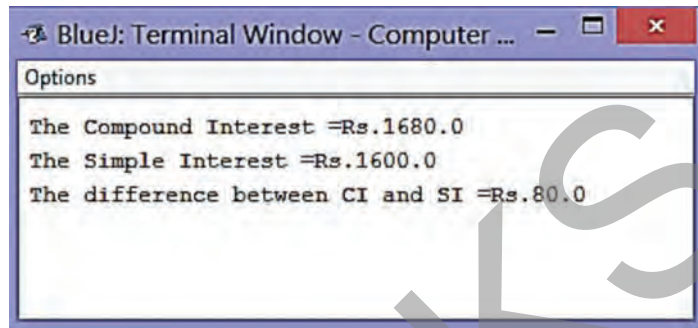 BlueJ: Terminal Window - Computer ...
Options
The Compound Interest =Rs.1680.0
The Simple Interest =Rs.1600.0
The difference between CI and SI =Rs.80.0